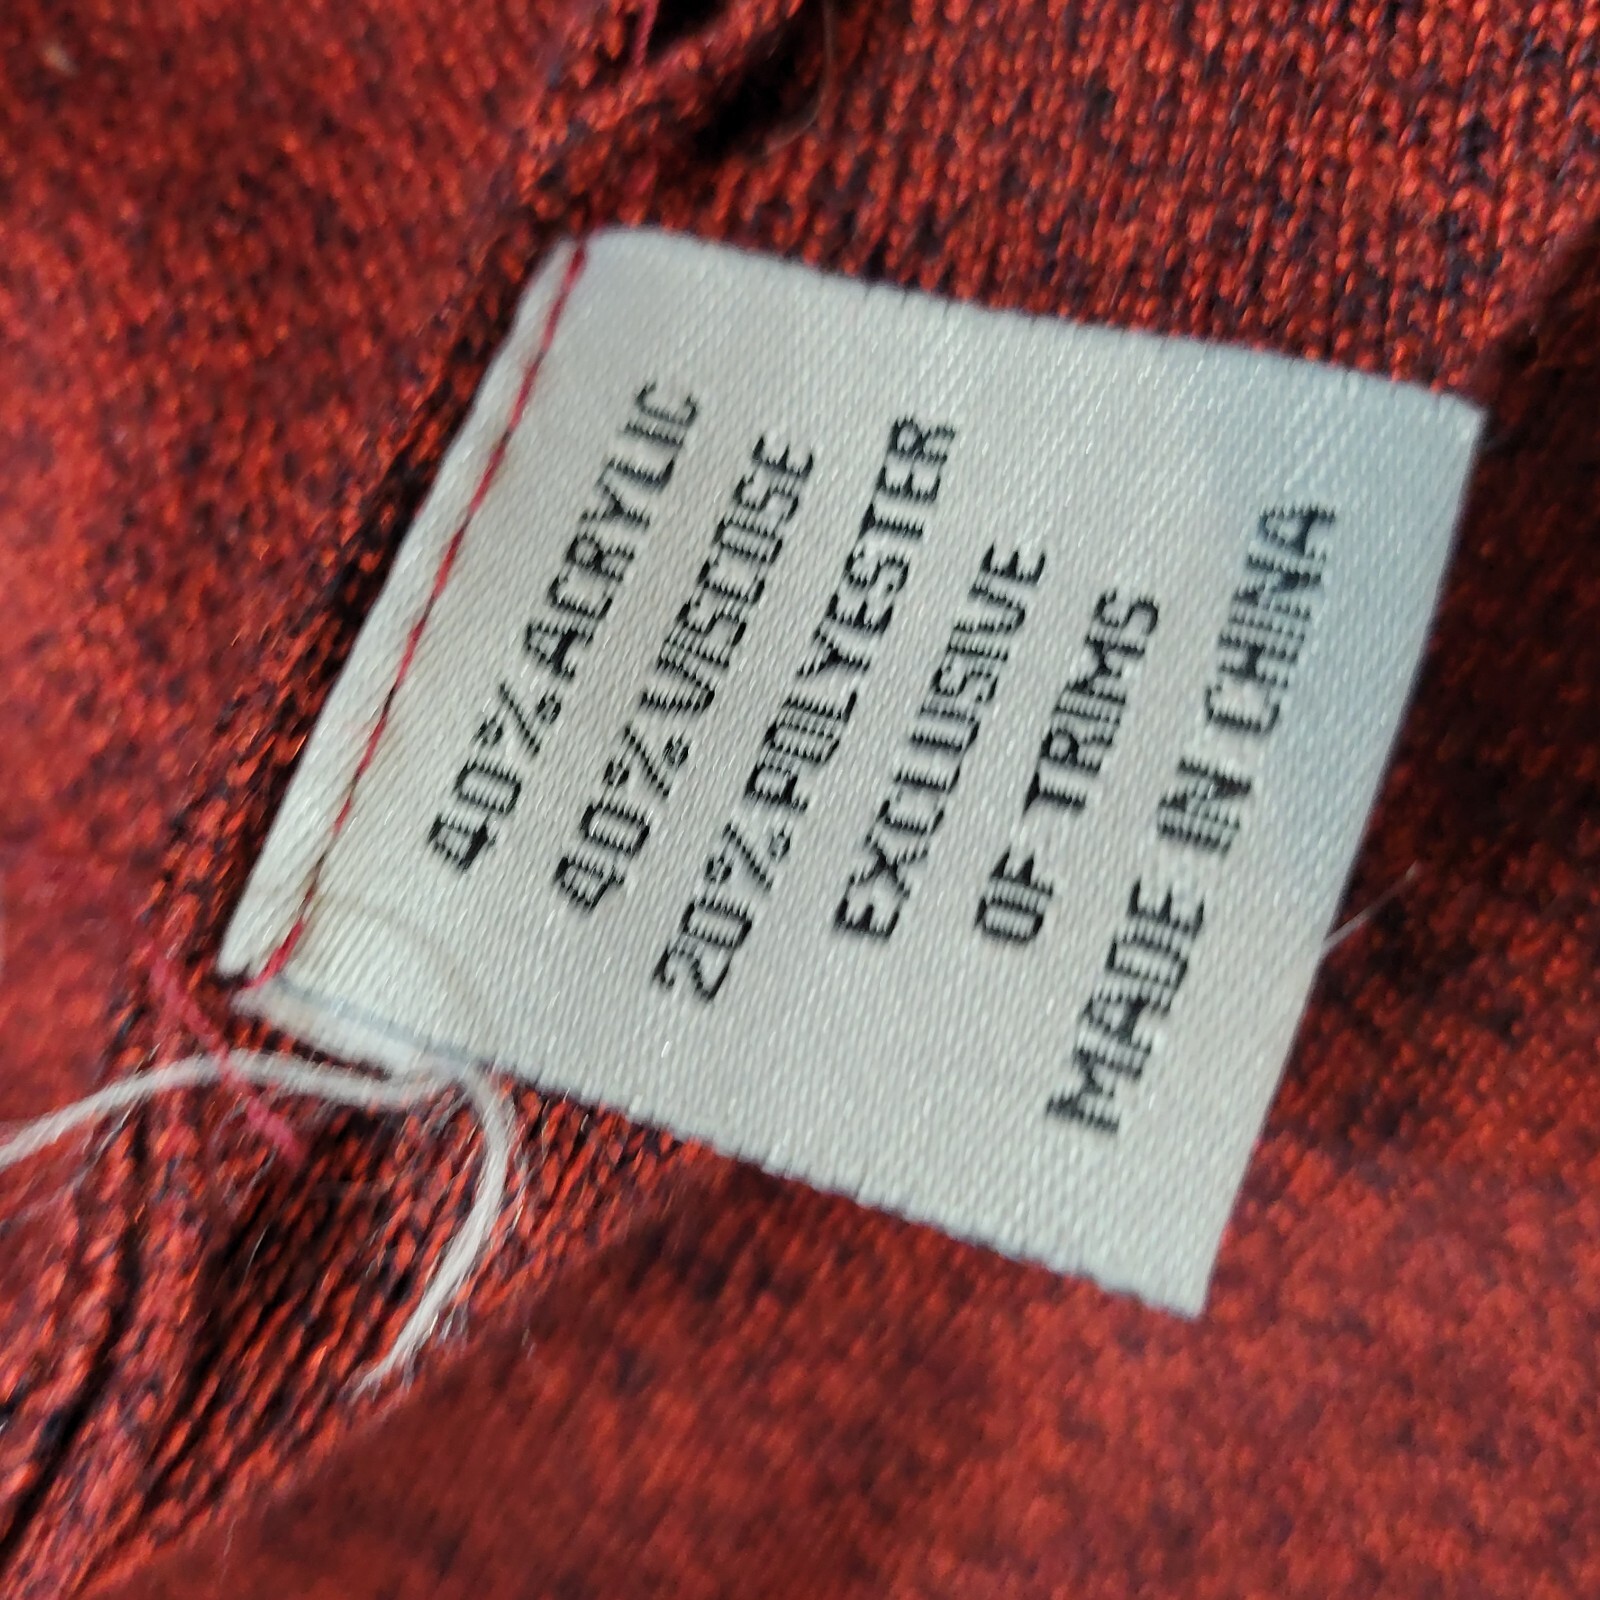 40% ACRYLIC
40% VISCOSE
20% POLYESTER
EXCLUSIVE
OF TRIMS
MADE IN CHINA